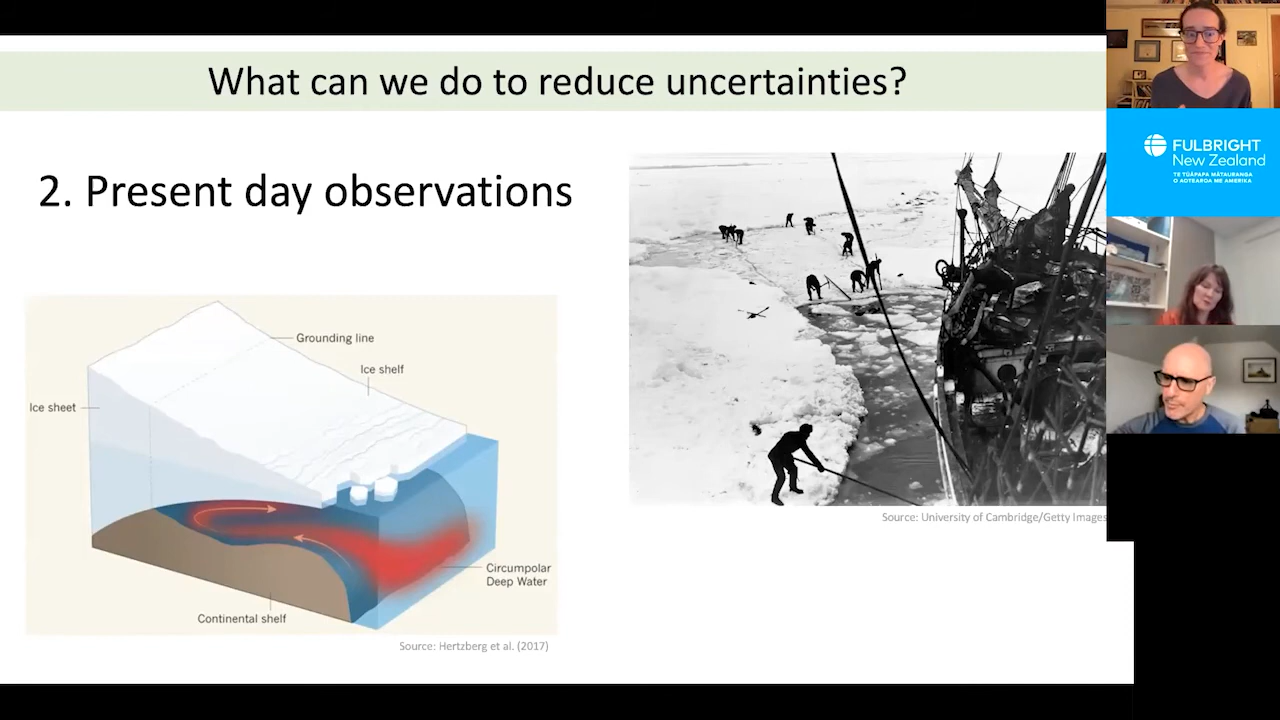 What can we do to reduce uncertainties?
2. Present day observations
Grounding line
Ice shelf
Ice sheet
Circumpolar
Deep Water
Continental shelf
Source: Hertzberg et al. (2017)
Source: University of Cambridge/Getty Images
FULBRIGHT
New Zealand
TE TŪĀPAPA MĀTAURANGA
O AOTEAROA ME AMERIKA